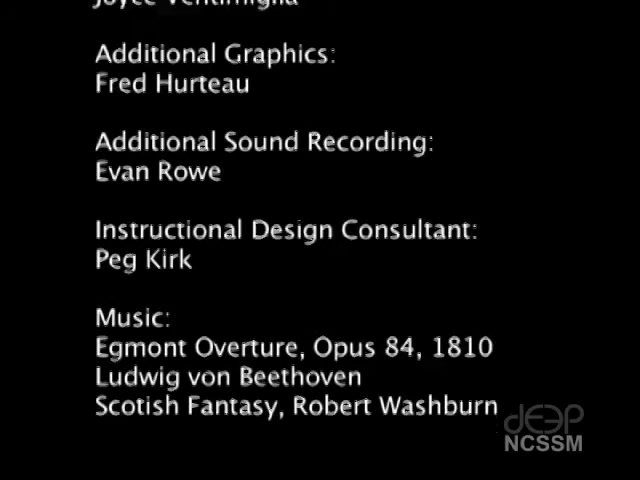 Joyce Ventimiglia
Additional Graphics:
Fred Hurteau
Additional Sound Recording:
Evan Rowe
Instructional Design Consultant:
Peg Kirk
Music:
Egmont Overture, Opus 84, 1810
Ludwig von Beethoven
Scotish Fantasy, Robert Washburn
deep
NCSSM